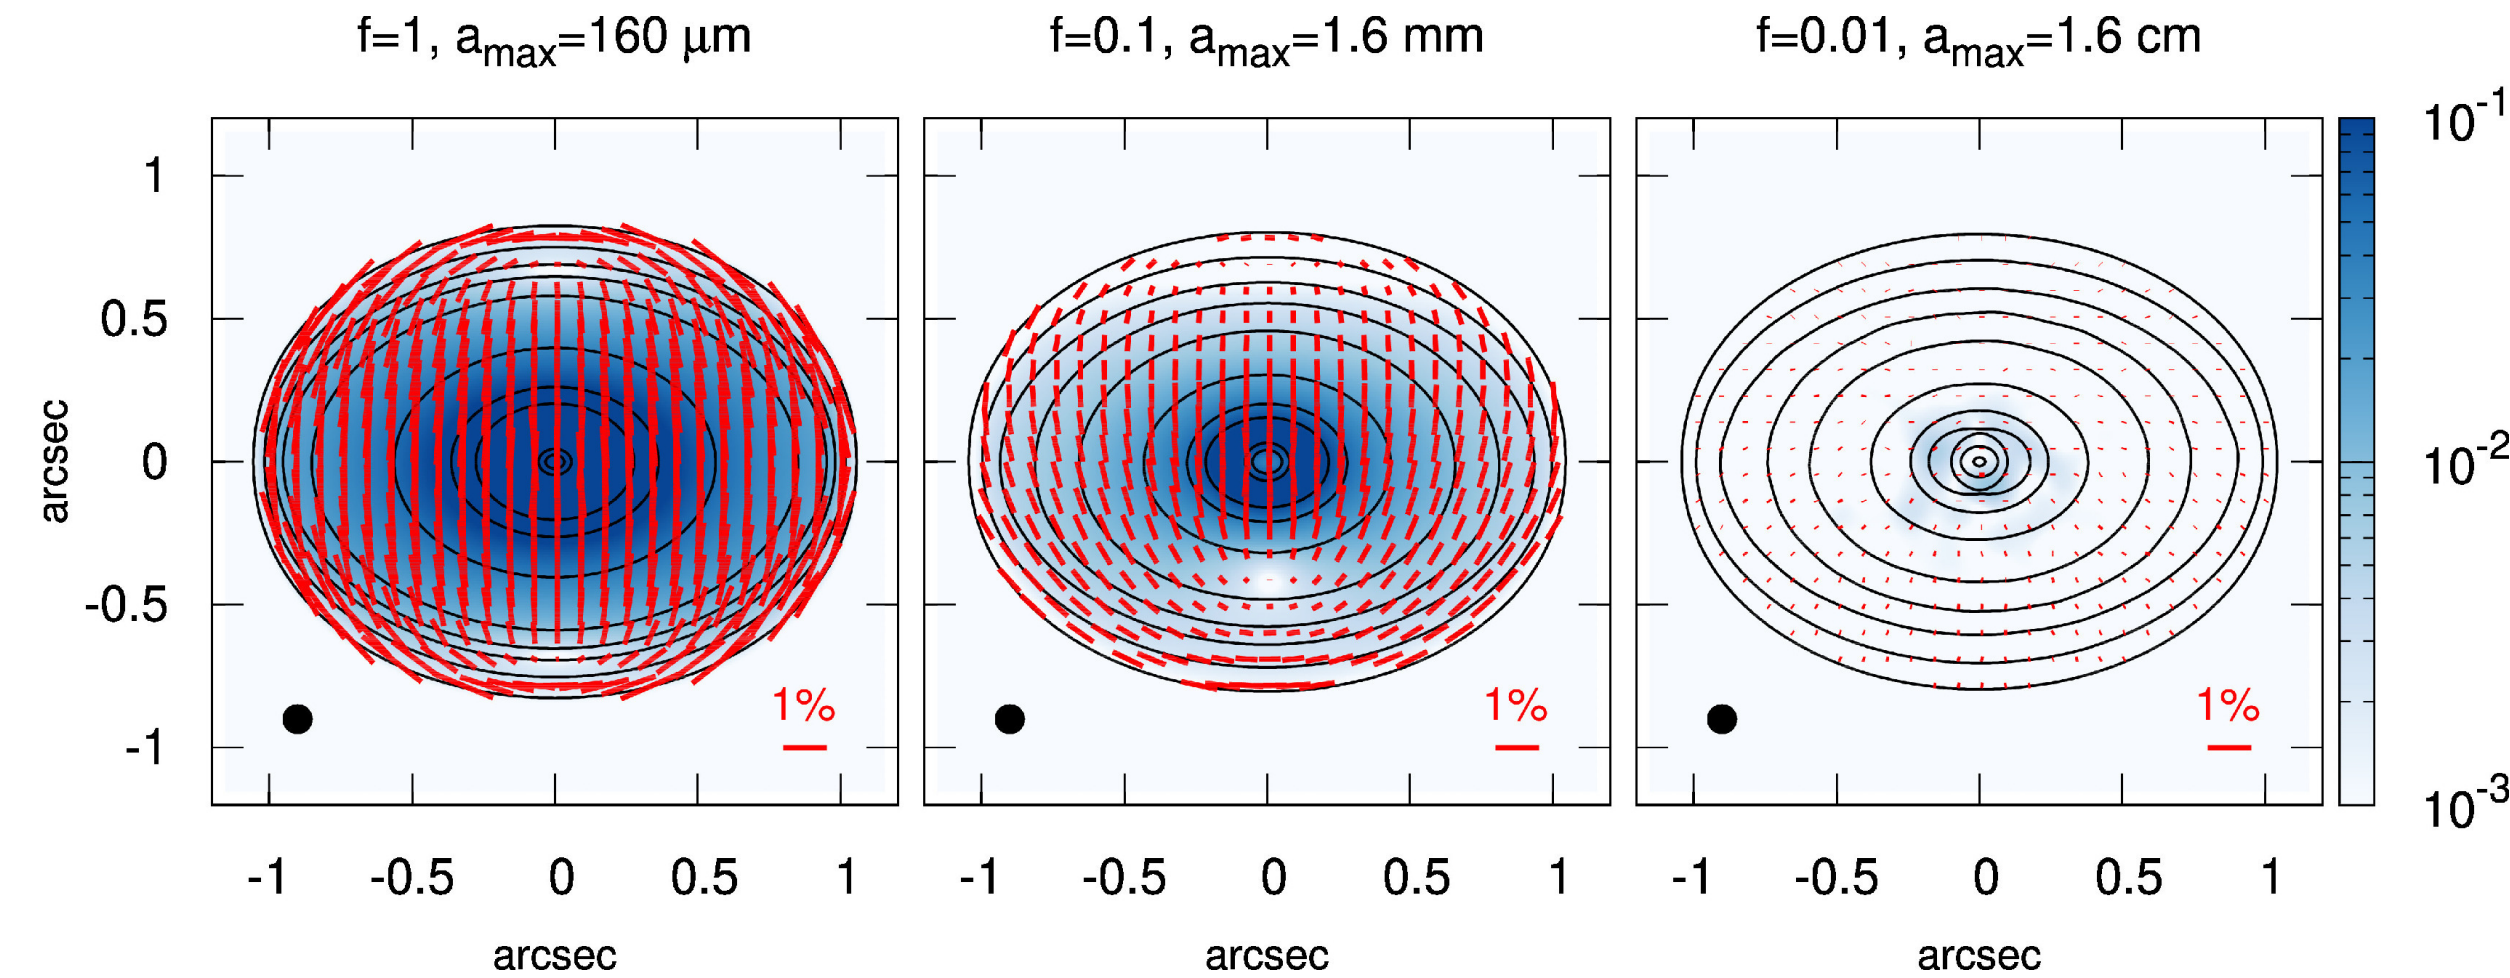 f=1, amax=160 μm
f=0.1, amax=1.6 mm
f=0.01, amax=1.6 cm
arcsec
1
0.5
0
-0.5
-1
1%
1%
1%
10-1
10-2
10-3
-1 -0.5 0 0.5 1
-1 -0.5 0 0.5 1
-1 -0.5 0 0.5 1
arcsec
arcsec
arcsec